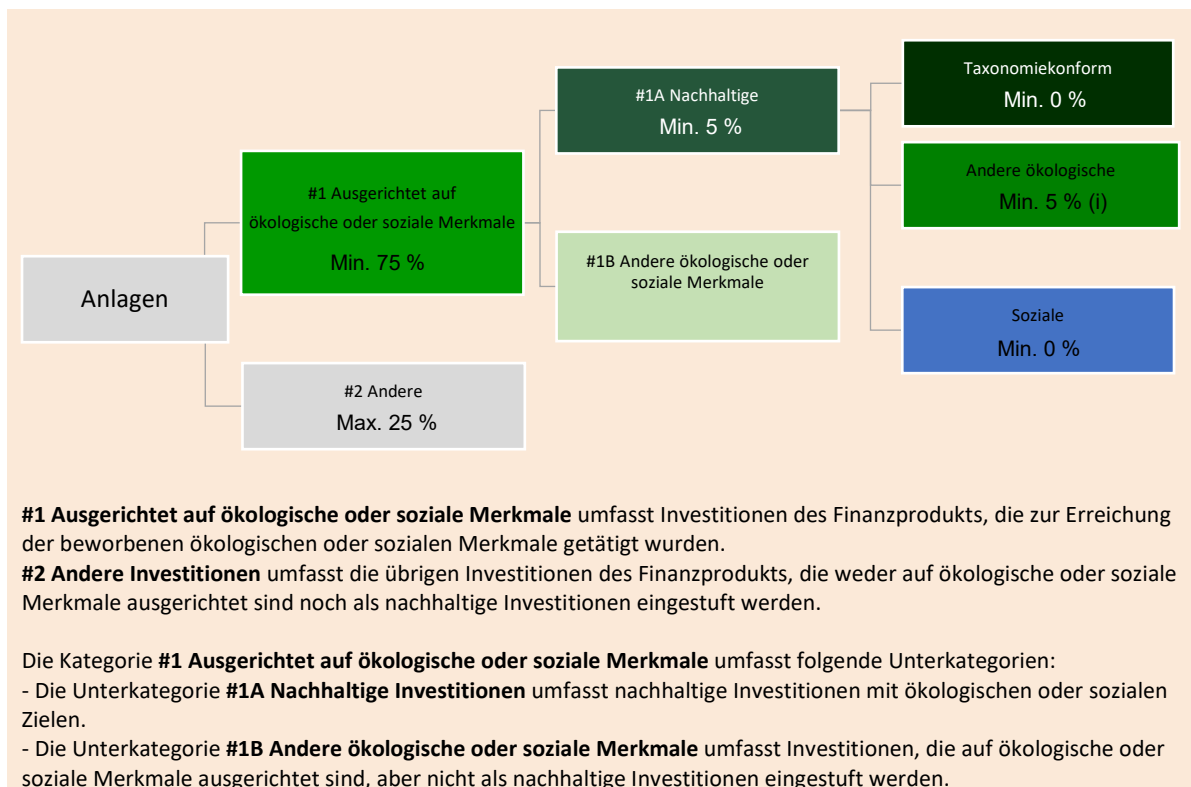 Anlagen
#1 Ausgerichtet auf
ökologische oder soziale Merkmale
Min. 75 %
#2 Andere
Max. 25 %
#1A Nachhaltige
Min. 5 %
#1B Andere ökologische oder
soziale Merkmale
Taxonomiekonform
Min. 0 %
Andere ökologische
Min. 5 % (i)
Soziale
Min. 0 %
#1 Ausgerichtet auf ökologische oder soziale Merkmale umfasst Investitionen des Finanzprodukts, die zur Erreichung
der beworbenen ökologischen oder sozialen Merkmale getätigt wurden.
#2 Andere Investitionen umfasst die übrigen Investitionen des Finanzprodukts, die weder auf ökologische oder soziale
Merkmale ausgerichtet sind noch als nachhaltige Investitionen eingestuft werden.
Die Kategorie #1 Ausgerichtet auf ökologische oder soziale Merkmale umfasst folgende Unterkategorien:
- Die Unterkategorie #1A Nachhaltige Investitionen umfasst nachhaltige Investitionen mit ökologischen oder sozialen
Zielen.
- Die Unterkategorie #1B Andere ökologische oder soziale Merkmale umfasst Investitionen, die auf ökologische oder
soziale Merkmale ausgerichtet sind, aber nicht als nachhaltige Investitionen eingestuft werden.